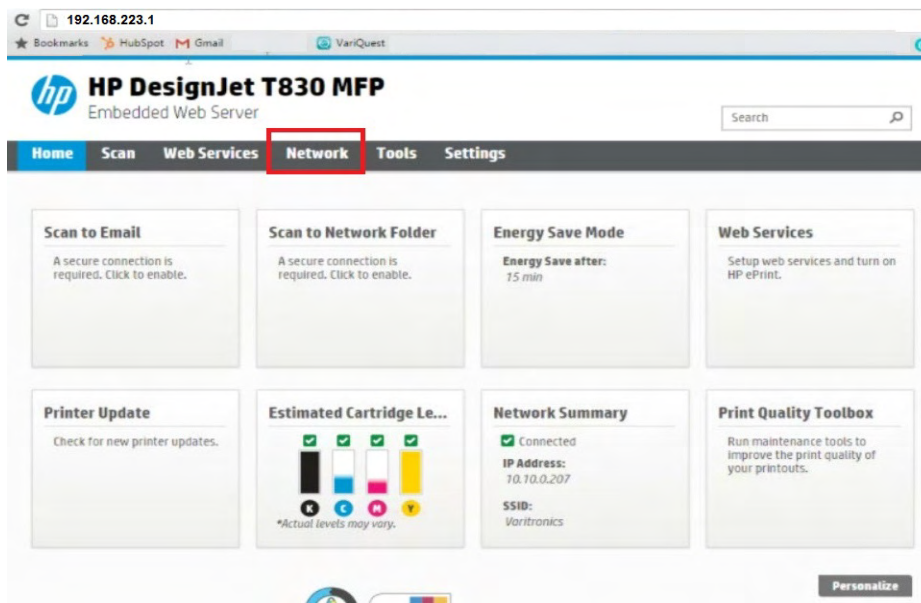 192.168.223.1
Bookmarks HubSpot Gmail VariQuest
hp
HP DesignJet T830 MFP
Embedded Web Server
Search
Home Scan Web Services Network Tools Settings
Scan to Email
A secure connection is
required. Click to enable.
Scan to Network Folder
A secure connection is
required. Click to enable.
Energy Save Mode
Energy Save after:
15 min
Web Services
Setup web services and turn on
HP ePrint.
Printer Update
Check for new printer updates.
Estimated Cartridge Le...
K C M Y
*Actual levels may vary.
Network Summary
Connected
IP Address:
10.10.0.207
SSID:
Varitronics
Print Quality Toolbox
Run maintenance tools to
improve the print quality of
your printouts.
Personalize